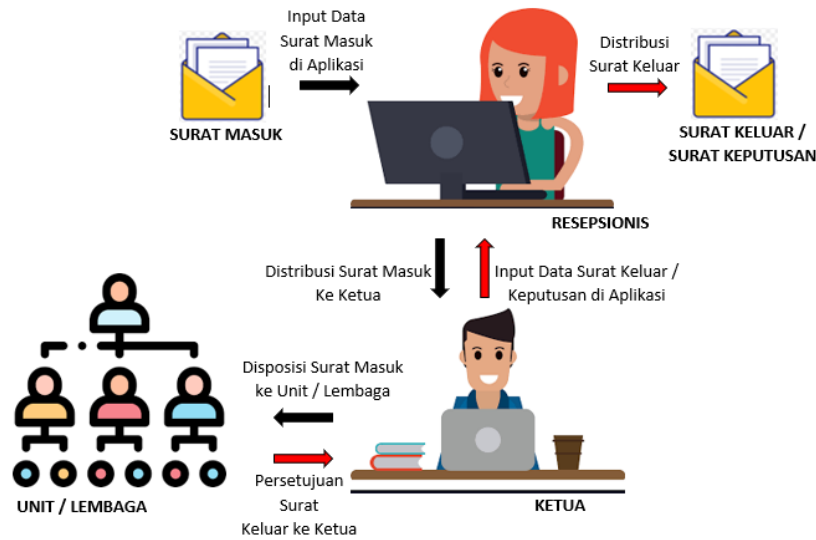 Input Data
Surat Masuk
di Aplikasi
SURAT MASUK
Distribusi
Surat Keluar
SURAT KELUAR /
SURAT KEPUTUSAN
RESEPSIONIS
Distribusi Surat Masuk
Ke Ketua
Input Data Surat Keluar /
Keputusan di Aplikasi
Disposisi Surat Masuk
ke Unit / Lembaga
Persetujuan
Surat
Keluar ke Ketua
UNIT / LEMBAGA
KETUA